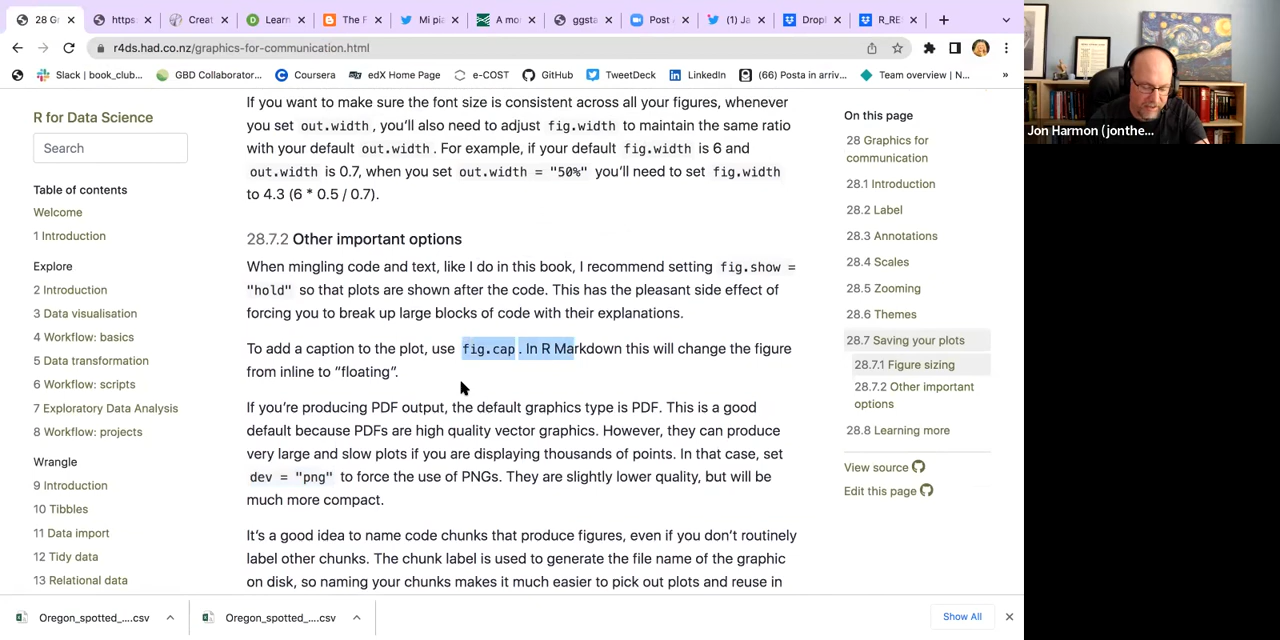 28 Gr
https:
Creat
Learn
The F
Mi pia
A mo
ggsta
Post
(1) Ja
Dropl
R_RE
r4ds.had.co.nz/graphics-for-communication.html
Slack | book_club...
GBD Collaborator...
Coursera
edX Home Page
e-COST
GitHub
TweetDeck
LinkedIn
(66) Posta in arriv...
Team overview | N...
»
R for Data Science
Search
Table of contents
Welcome
1 Introduction
Explore
2 Introduction
3 Data visualisation
4 Workflow: basics
5 Data transformation
6 Workflow: scripts
7 Exploratory Data Analysis
8 Workflow: projects
Wrangle
9 Introduction
10 Tibbles
11 Data import
12 Tidy data
13 Relational data
If you want to make sure the font size is consistent across all your figures, whenever
you set out.width, you'll also need to adjust fig.width to maintain the same ratio
with your default out.width. For example, if your default fig.width is 6 and
out.width is 0.7, when you set out.width = "50%" you'll need to set fig.width
to 4.3 (6 * 0.5 / 0.7).
28.7.2 Other important options
When mingling code and text, like I do in this book, I recommend setting fig.show =
"hold" so that plots are shown after the code. This has the pleasant side effect of
forcing you to break up large blocks of code with their explanations.
To add a caption to the plot, use fig.cap. In R Markdown this will change the figure
from inline to “floating”.
If you're producing PDF output, the default graphics type is PDF. This is a good
default because PDFs are high quality vector graphics. However, they can produce
very large and slow plots if you are displaying thousands of points. In that case, set
dev = "png" to force the use of PNGs. They are slightly lower quality, but will be
much more compact.
It's a good idea to name code chunks that produce figures, even if you don't routinely
label other chunks. The chunk label is used to generate the file name of the graphic
on disk, so naming your chunks makes it much easier to pick out plots and reuse in
On this page
28 Graphics for
communication
28.1 Introduction
28.2 Label
28.3 Annotations
28.4 Scales
28.5 Zooming
28.6 Themes
28.7 Saving your plots
28.7.1 Figure sizing
28.7.2 Other important
options
28.8 Learning more
View source
Edit this page
Jon Harmon (jonthe...
Oregon_spotted_....csv
Oregon_spotted_....csv
Show All